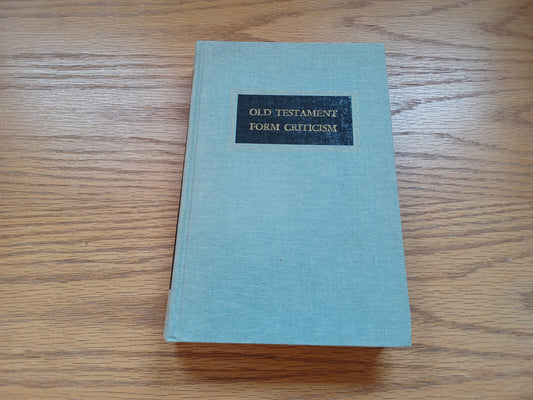 OLD TESTAMENT
FORM CRITICISM